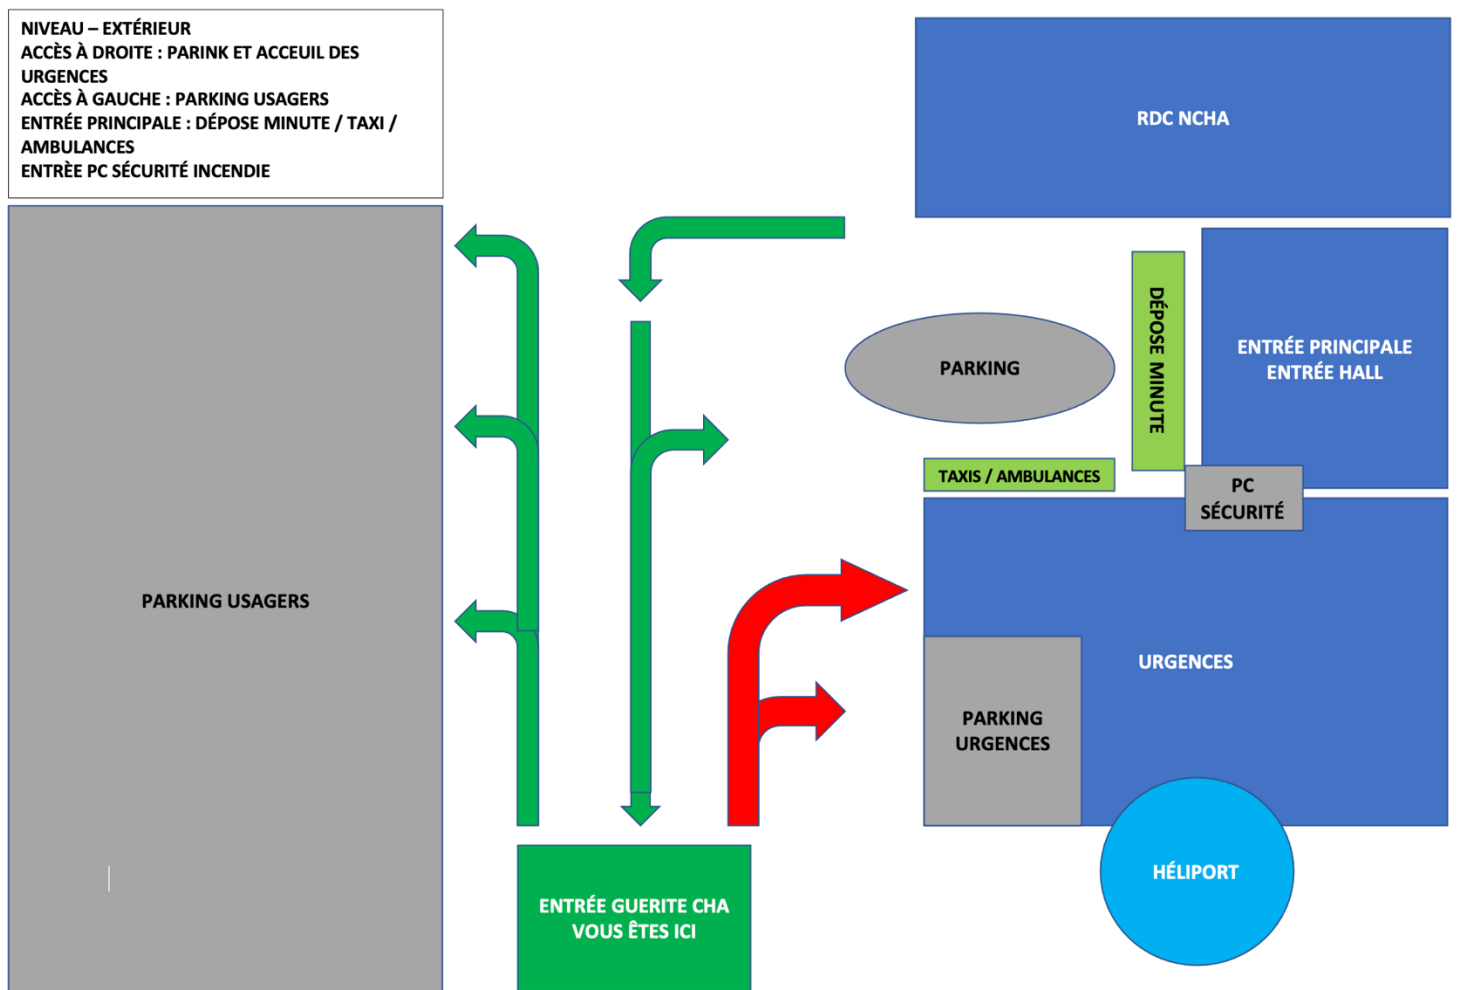 NIVEAU – EXTÉRIEUR
ACCÈS À DROITE : PARINK ET ACCEUIL DES
URGENCES
ACCÈS À GAUCHE : PARKING USAGERS
ENTRÉE PRINCIPALE : DÉPOSE MINUTE / TAXI /
AMBULANCES
ENTRÈE PC SÉCURITÉ INCENDIE
RDC NCHA
DÉPOSE MINUTE
ENTRÉE PRINCIPALE
ENTRÉE HALL
PARKING
TAXIS / AMBULANCES
PC
SÉCURITÉ
PARKING USAGERS
URGENCES
PARKING
URGENCES
HÉLIPORT
ENTRÉE GUERITE CHA
VOUS ÊTES ICI